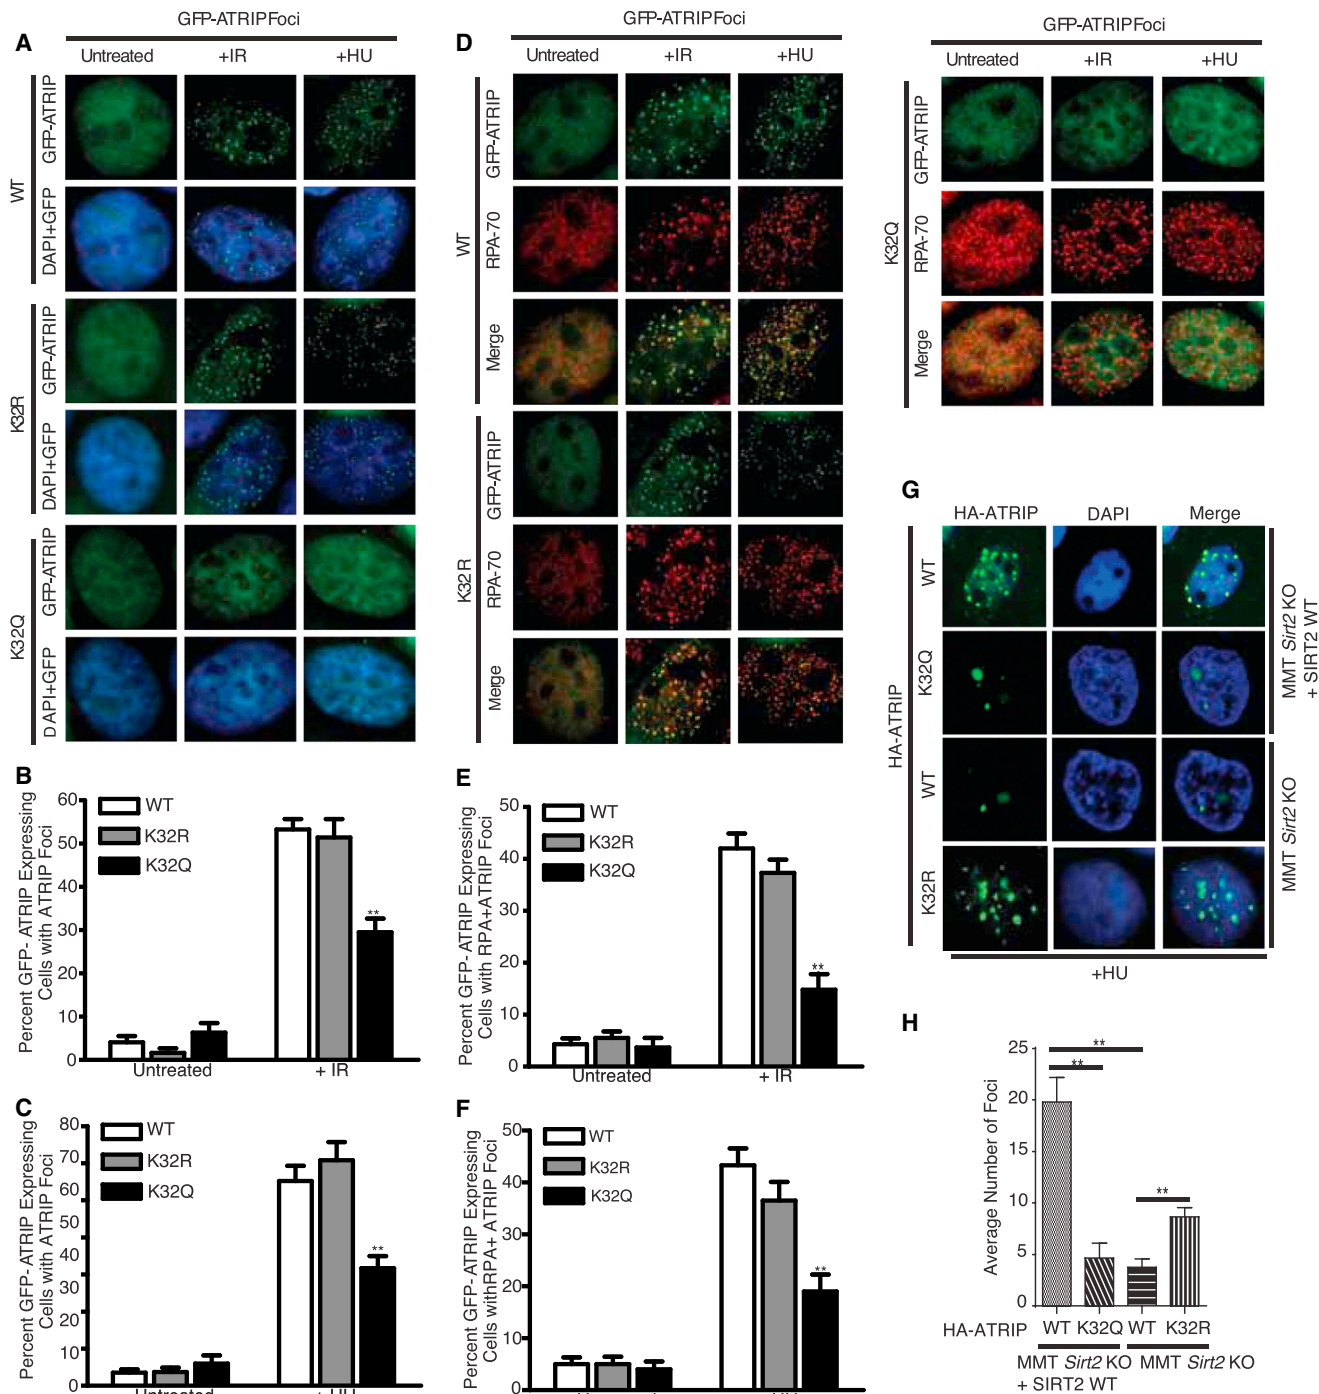 A
GFP-ATRIP Foci
Untreated +IR +HU
WT
GFP-ATRIP
DAPI+GFP
K32R
GFP-ATRIP
DAPI+GFP
K32Q
GFP-ATRIP
DAPI+GFP
B
Percent GFP- ATRIP Expressing
Cells with ATRIP Foci
60
50
40
30
20
10
0
WT
K32R
K32Q
**
Untreated + IR
C
Percent GFP- ATRIP Expressing
Cells with ATRIP Foci
80
70
60
50
40
30
20
10
0
WT
K32R
K32Q
**
Untreated + HU
D
GFP-ATRIP Foci
Untreated +IR +HU
WT
GFP-ATRIP
RPA-70
Merge
K32R
GFP-ATRIP
RPA-70
Merge
GFP-ATRIP Foci
Untreated +IR +HU
K32Q
GFP-ATRIP
RPA-70
Merge
E
Percent GFP- ATRIP Expressing
Cells with RPA+ATRIP Foci
50
40
30
20
10
0
WT
K32R
K32Q
**
Untreated + IR
F
Percent GFP-ATRIP Expressing
Cells withRPA+ ATRIP Foci
50
40
30
20
10
0
WT
K32R
K32Q
**
G
HA-ATRIP DAPI Merge
HA-ATRIP
WT
K32Q
WT
K32R
MMT Sirt2 KO
+ SIRT2 WT
MMT Sirt2 KO
+HU
H
Average Number of Foci
25
20
15
10
5
0
**
**
**
HA-ATRIP WT K32Q WT K32R
MMT Sirt2 KO MMT Sirt2 KO
+ SIRT2 WT